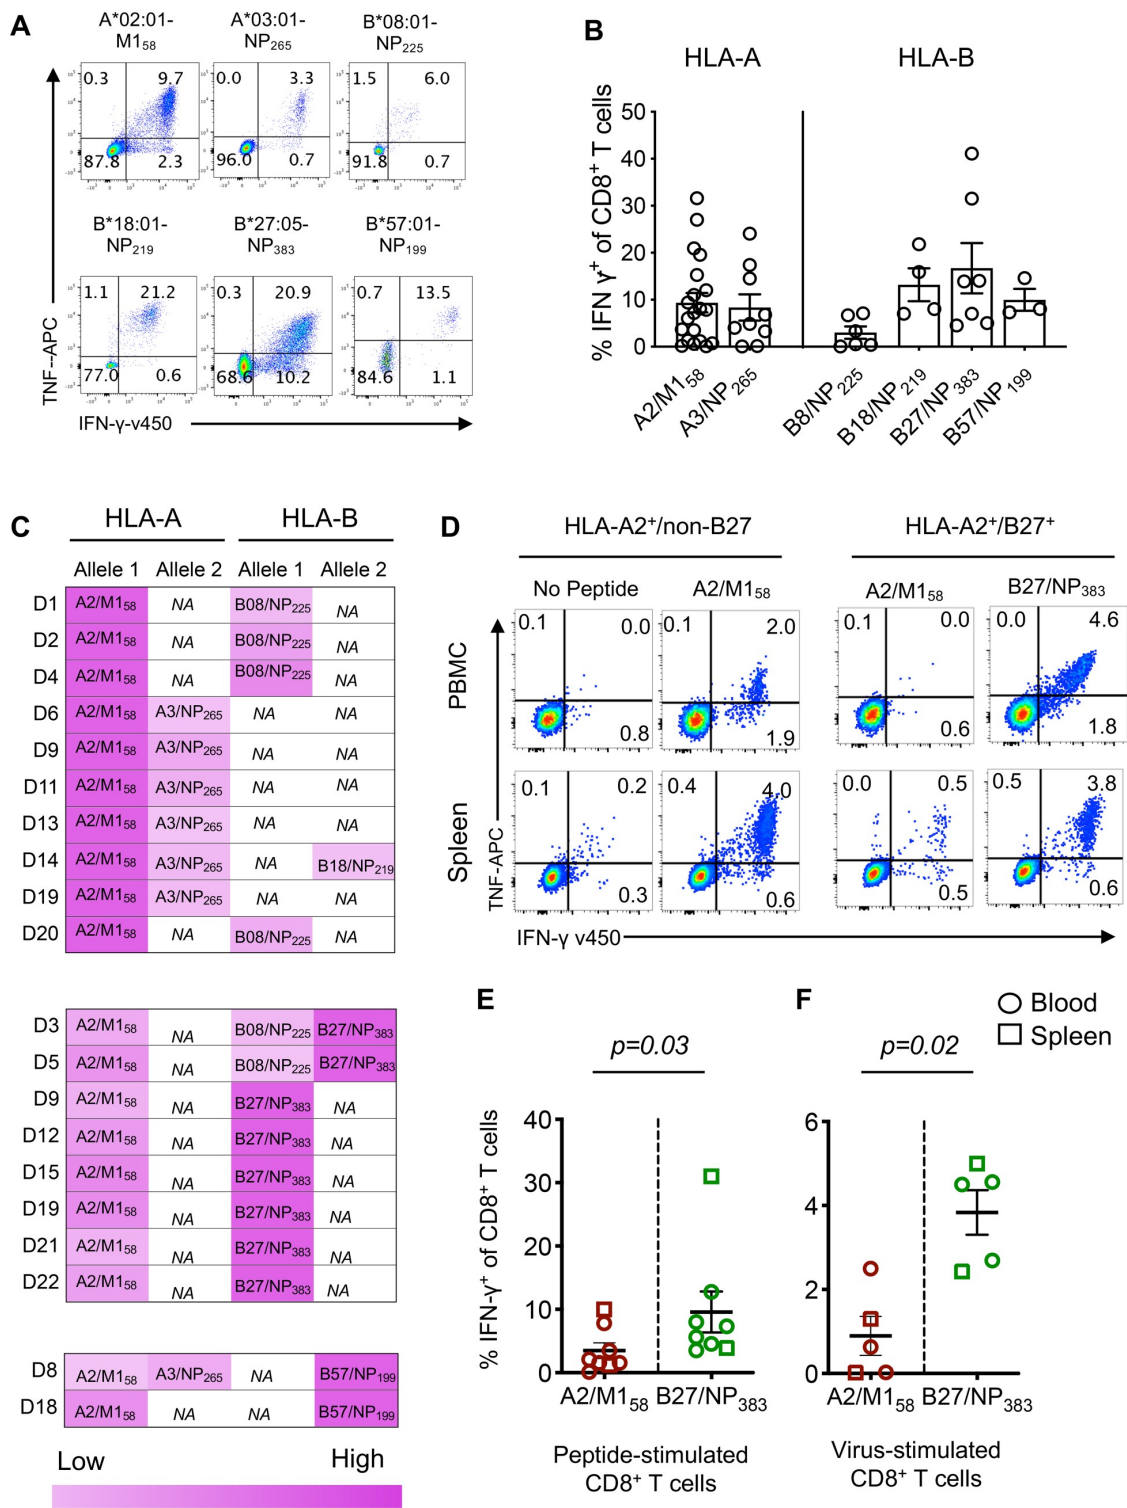 A
A*02:01-
M1₅₈
A*03:01-
NP₂₆₅
B*08:01-
NP₂₂₅
0.3 9.7
87.8 2.3
0.0 3.3
96.0 0.7
1.5 6.0
91.8 0.7
B*18:01-
NP₂₁₉
B*27:05-
NP₃₈₃
B*57:01-
NP₁₉₉
1.1 21.2
77.0 0.6
0.3 20.9
68.6 10.2
0.7 13.5
84.6 1.1
TNF–APC
IFN-γ-v450
B
HLA-A HLA-B
% IFN γ⁺ of CD8⁺ T cells
50
40
30
20
10
0
A2/M1₅₈
A3/NP₂₆₅
B8/NP₂₂₅
B18/NP₂₁₉
B27/NP₃₈₃
B57/NP₁₉₉
C
HLA-A HLA-B
Allele 1 Allele 2 Allele 1 Allele 2
D1 A2/M1₅₈ NA B08/NP₂₂₅ NA
D2 A2/M1₅₈ NA B08/NP₂₂₅ NA
D4 A2/M1₅₈ NA B08/NP₂₂₅ NA
D6 A2/M1₅₈ A3/NP₂₆₅ NA NA
D9 A2/M1₅₈ A3/NP₂₆₅ NA NA
D11 A2/M1₅₈ A3/NP₂₆₅ NA NA
D13 A2/M1₅₈ A3/NP₂₆₅ NA NA
D14 A2/M1₅₈ A3/NP₂₆₅ NA B18/NP₂₁₉
D19 A2/M1₅₈ A3/NP₂₆₅ NA NA
D20 A2/M1₅₈ NA B08/NP₂₂₅ NA
D3 A2/M1₅₈ NA B08/NP₂₂₅ B27/NP₃₈₃
D5 A2/M1₅₈ NA B08/NP₂₂₅ B27/NP₃₈₃
D9 A2/M1₅₈ NA B27/NP₃₈₃ NA
D12 A2/M1₅₈ NA B27/NP₃₈₃ NA
D15 A2/M1₅₈ NA B27/NP₃₈₃ NA
D19 A2/M1₅₈ NA B27/NP₃₈₃ NA
D21 A2/M1₅₈ NA B27/NP₃₈₃ NA
D22 A2/M1₅₈ NA B27/NP₃₈₃ NA
D8 A2/M1₅₈ A3/NP₂₆₅ NA B57/NP₁₉₉
D18 A2/M1₅₈ NA NA B57/NP₁₉₉
Low High
D
HLA-A2⁺/non-B27 HLA-A2⁺/B27⁺
No Peptide A2/M1₅₈ A2/M1₅₈ B27/NP₃₈₃
PBMC
0.1 0.0
0.8
0.1 2.0
1.9
0.1 0.0
0.6
0.0 4.6
1.8
Spleen
0.1 0.2
0.3
0.4 4.0
0.6
0.0 0.5
0.5
0.5 3.8
0.6
TNF-APC
IFN-γ v450
E
p=0.03
% IFN-γ⁺ of CD8⁺ T cells
40
30
20
10
0
A2/M1₅₈ B27/NP₃₈₃
Peptide-stimulated
CD8⁺ T cells
F
Blood
Spleen
p=0.02
6
4
2
0
A2/M1₅₈ B27/NP₃₈₃
Virus-stimulated
CD8⁺ T cells